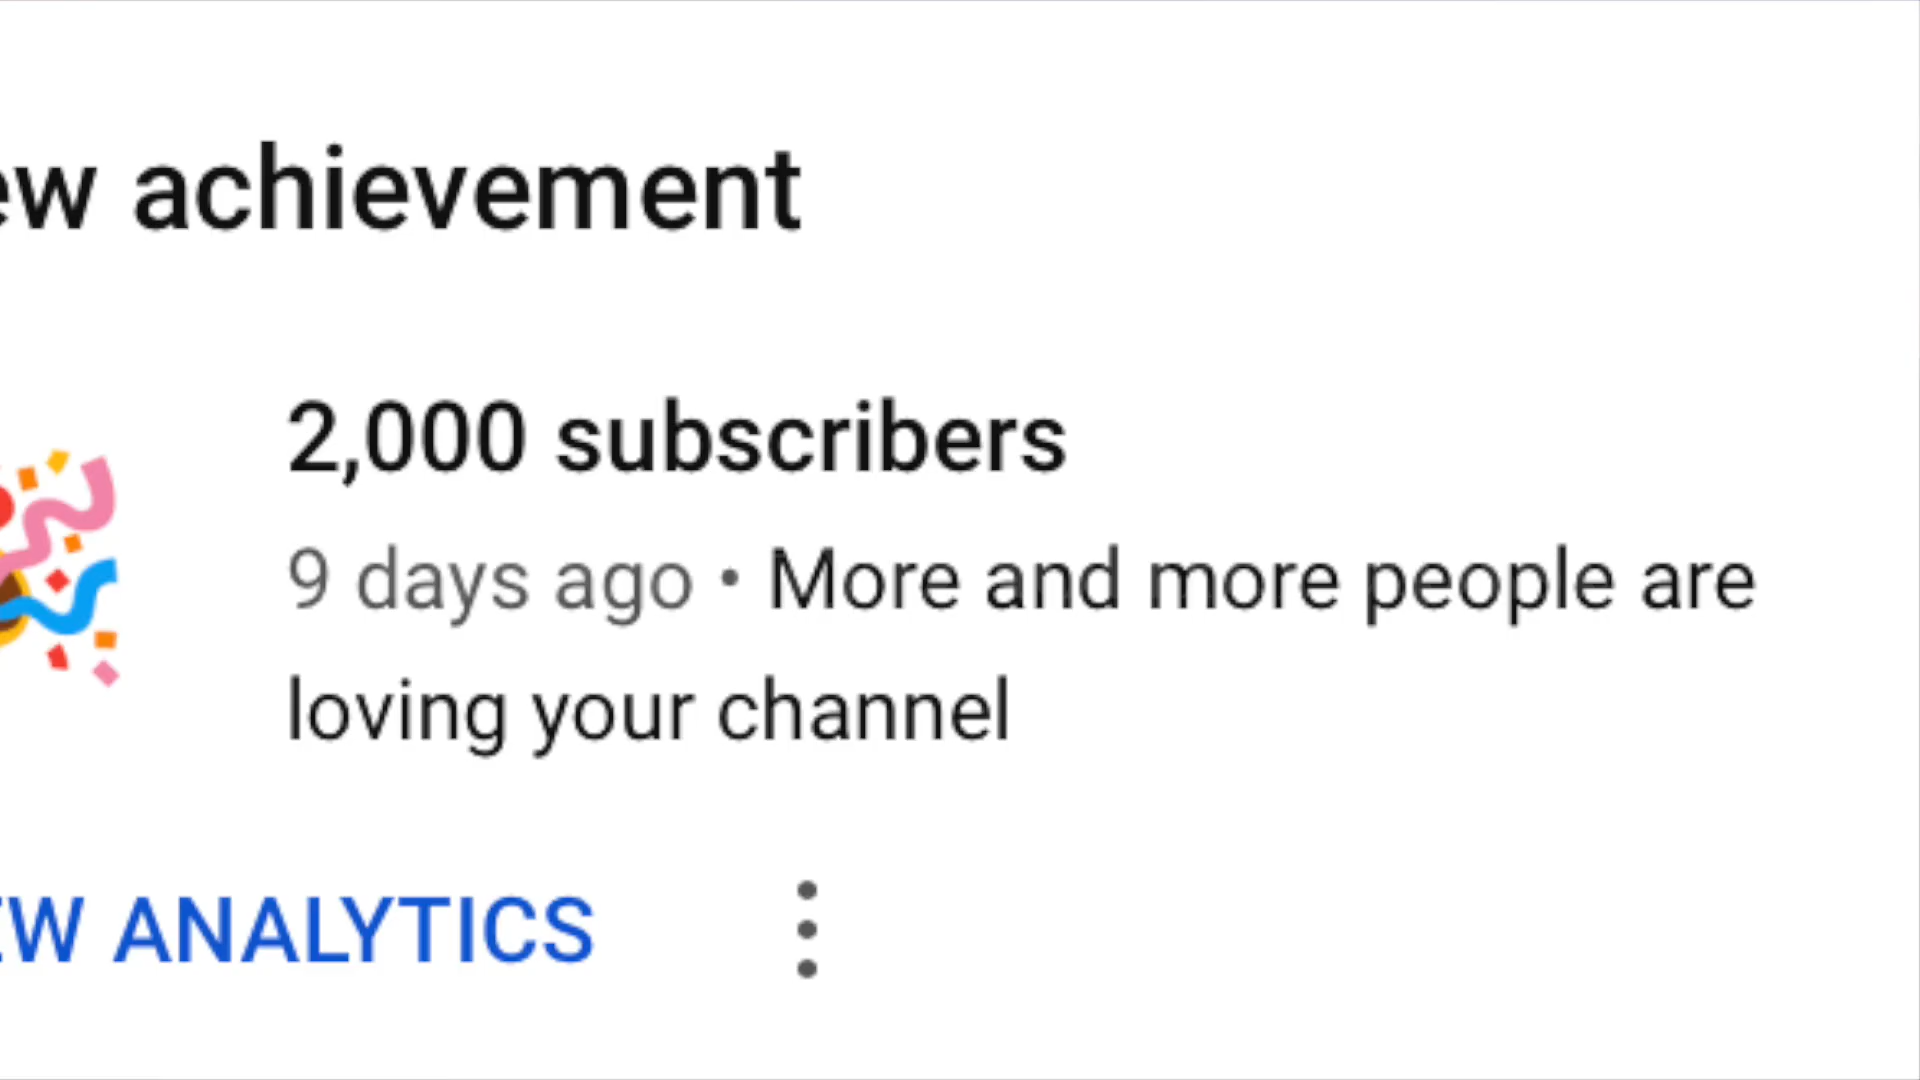 ew achievement
2,000 subscribers
9 days ago • More and more people are
loving your channel
EW ANALYTICS